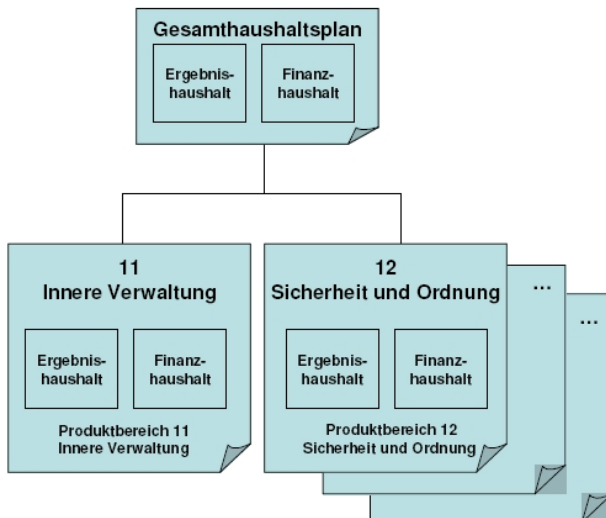 Gesamthaushaltsplan
Ergebnis-
haushalt
Finanz-
haushalt
11
Innere Verwaltung
Ergebnis-
haushalt
Finanz-
haushalt
Produktbereich 11
Innere Verwaltung
12
Sicherheit und Ordnung
Ergebnis-
haushalt
Finanz-
haushalt
Produktbereich 12
Sicherheit und Ordnung
...
...